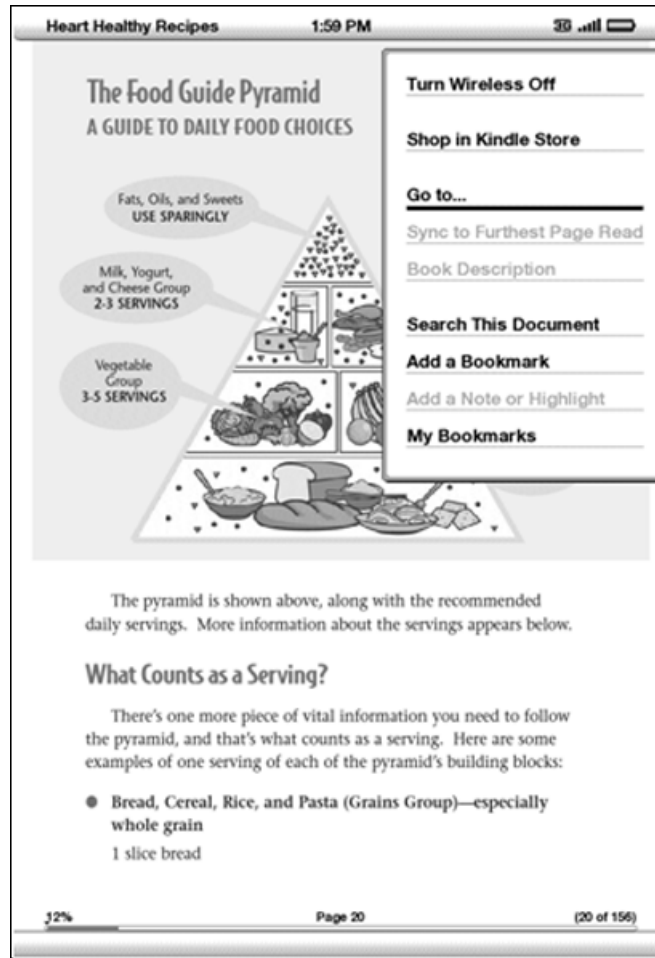 Heart Healthy Recipes 1:59 PM 3G
The Food Guide Pyramid
A GUIDE TO DAILY FOOD CHOICES
Fats, Oils, and Sweets
USE SPARINGLY
Milk, Yogurt,
and Cheese Group
2-3 SERVINGS
Vegetable
Group
3-5 SERVINGS
Turn Wireless Off
Shop in Kindle Store
Go to...
Sync to Furthest Page Read
Book Description
Search This Document
Add a Bookmark
Add a Note or Highlight
My Bookmarks
The pyramid is shown above, along with the recommended
daily servings. More information about the servings appears below.
What Counts as a Serving?
There's one more piece of vital information you need to follow
the pyramid, and that's what counts as a serving. Here are some
examples of one serving of each of the pyramid's building blocks:
● Bread, Cereal, Rice, and Pasta (Grains Group)—especially
whole grain
1 slice bread
12% Page 20 (20 of 156)